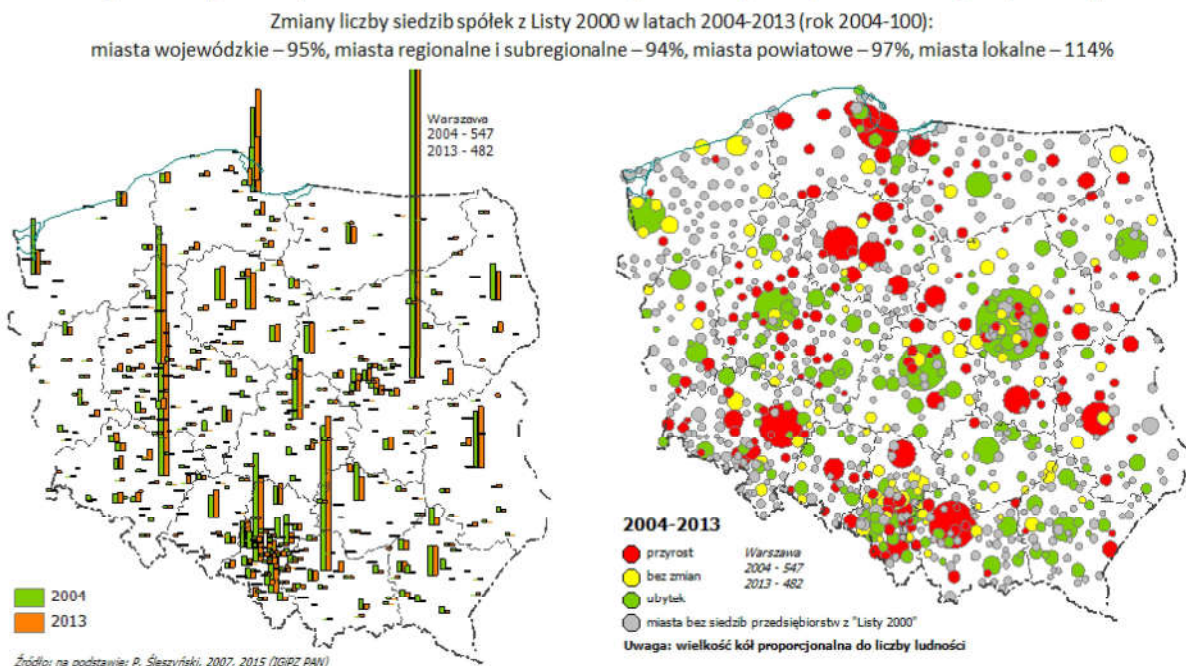 Zmiany liczby siedzib spółek z Listy 2000 w latach 2004-2013 (rok 2004-100):
miasta wojewódzkie – 95%, miasta regionalne i subregionalne – 94%, miasta powiatowe – 97%, miasta lokalne – 114%
Warszawa
2004 - 547
2013 - 482
2004
2013
Źródło: na podstawie: P. Śleszyński, 2007, 2015 (IGiPZ PAN)
2004-2013
przyrost
bez zmian
ubytek
miasta bez siedzib przedsiębiorstw z "Listy 2000"
Warszawa
2004 - 547
2013 - 482
Uwaga: wielkość kół proporcjonalna do liczby ludności